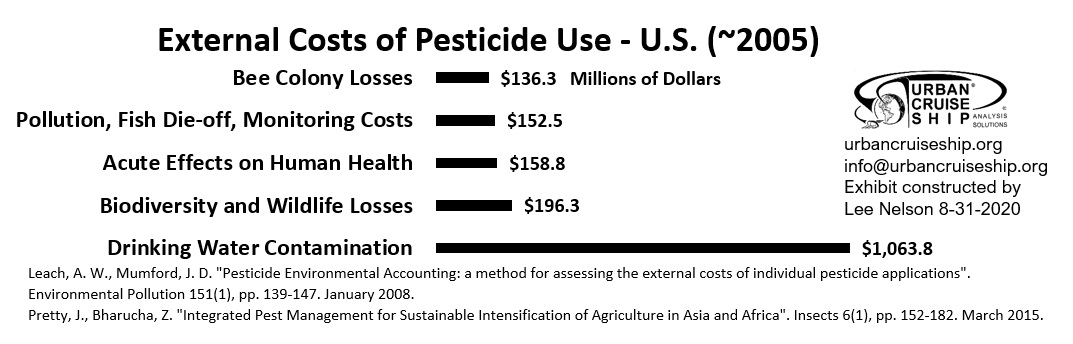 External Costs of Pesticide Use - U.S. (~2005)
Bee Colony Losses $136.3 Millions of Dollars
Pollution, Fish Die-off, Monitoring Costs $152.5
Acute Effects on Human Health $158.8
Biodiversity and Wildlife Losses $196.3
Drinking Water Contamination $1,063.8
URBAN®
CRUISE
SHIP ANALYSIS
SOLUTIONS
©
urbancruiseship.org
info@urbancruiseship.org
Exhibit constructed by
Lee Nelson 8-31-2020
Leach, A. W., Mumford, J. D. "Pesticide Environmental Accounting: a method for assessing the external costs of individual pesticide applications".
Environmental Pollution 151(1), pp. 139-147. January 2008.
Pretty, J., Bharucha, Z. "Integrated Pest Management for Sustainable Intensification of Agriculture in Asia and Africa". Insects 6(1), pp. 152-182. March 2015.